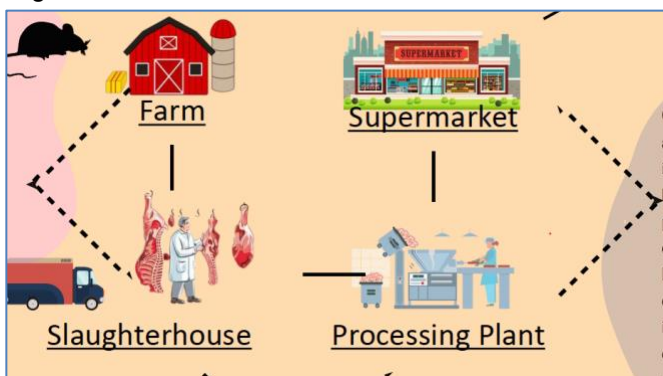 SUPERMARKET
Farm
Supermarket
Slaughterhouse
Processing Plant